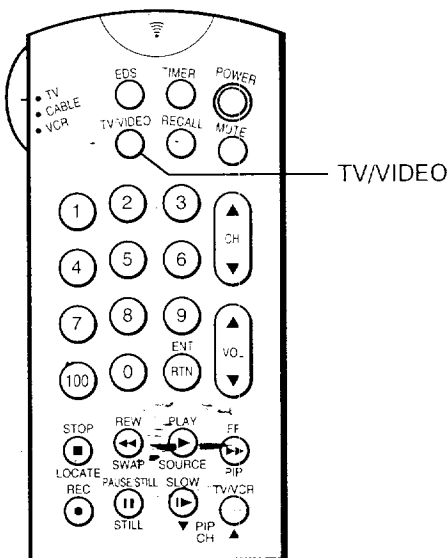 EDS TIMER POWER
• TV
• CABLE
• VCR
TV/VIDEO RECALL MUTE
TV/VIDEO
1 2 3
CH
4 5 6
7 8 9
ENT
VOL
100 0 RTN
STOP REW PLAY FF
LOCATE SWAP SOURCE PIP
REC PAUSE STILL SLOW TV/VCR
STILL PIP
CH